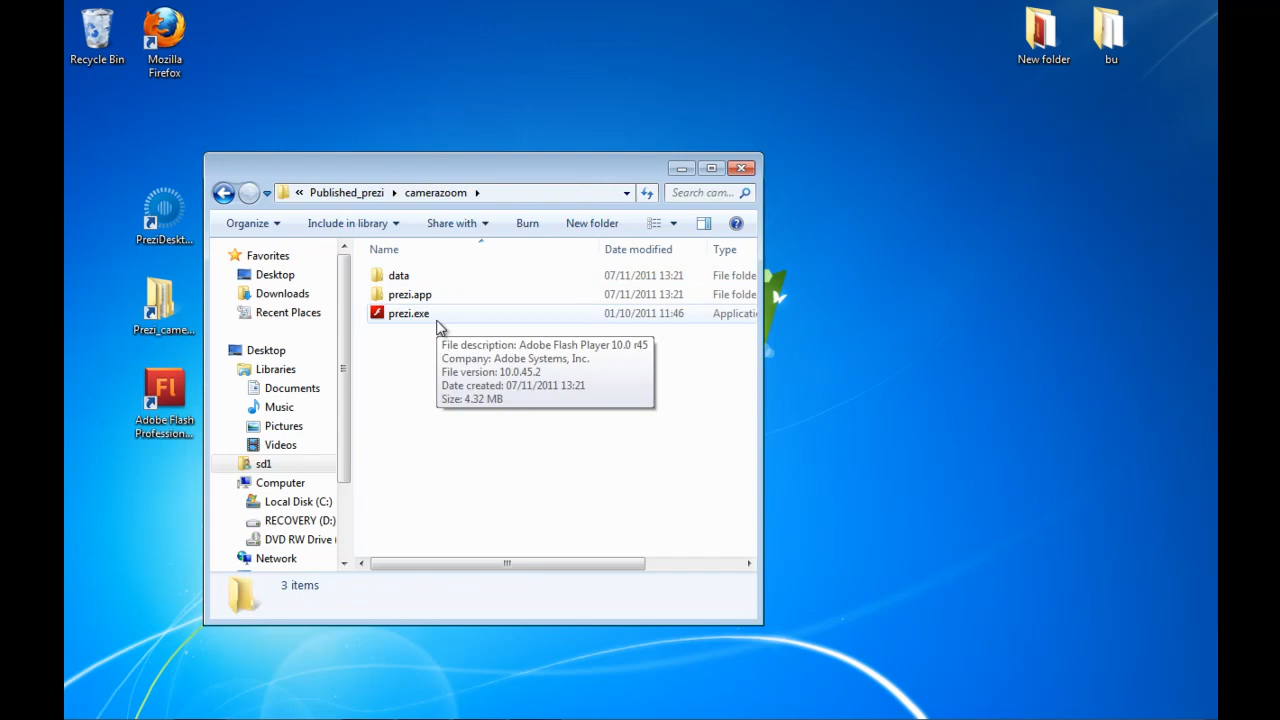 Recycle Bin
Mozilla
Firefox
New folder
bu
PreziDeskt...
Prezi_came...
Fl
Adobe Flash
Profession...
« Published_prezi camerazoom
Search cam...
Organize
Include in library
Share with
Burn
New folder
Favorites
Desktop
Downloads
Recent Places
Desktop
Libraries
Documents
Music
Pictures
Videos
sd1
Computer
Local Disk (C:)
RECOVERY (D:)
DVD RW Drive (
Network
Name Date modified Type
data 07/11/2011 13:21 File folde
prezi.app 07/11/2011 13:21 File folde
prezi.exe 01/10/2011 11:46 Applicatio
File description: Adobe Flash Player 10.0 r45
Company: Adobe Systems, Inc.
File version: 10.0.45.2
Date created: 07/11/2011 13:21
Size: 4.32 MB
3 items